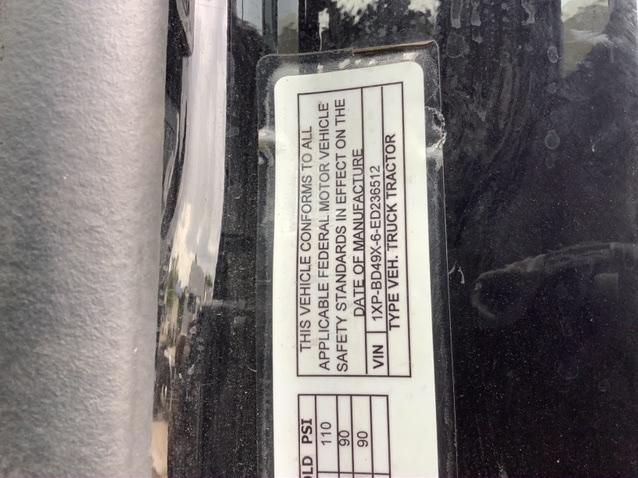 THIS VEHICLE CONFORMS TO ALL
APPLICABLE FEDERAL MOTOR VEHICLE
SAFETY STANDARDS IN EFFECT ON THE
DATE OF MANUFACTURE
VIN 1XP-BD49X-6-ED236512
TYPE VEH. TRUCK TRACTOR
OLD PSI
110
90
90